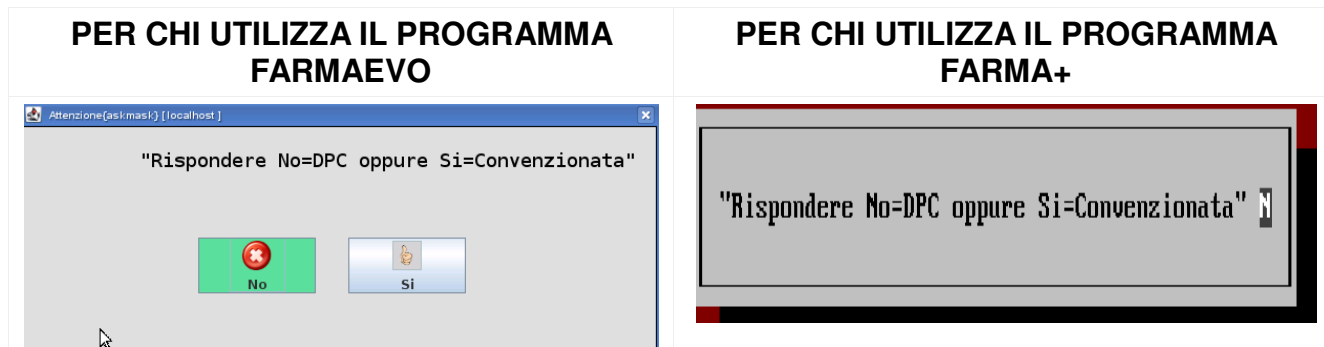 PER CHI UTILIZZA IL PROGRAMMA
FARMAEVO
PER CHI UTILIZZA IL PROGRAMMA
FARMA+
Attenzione{askmask} [ localhost ]
"Rispondere No=DPC oppure Si=Convenzionata"
No
Si
"Rispondere No=DPC oppure Si=Convenzionata" N